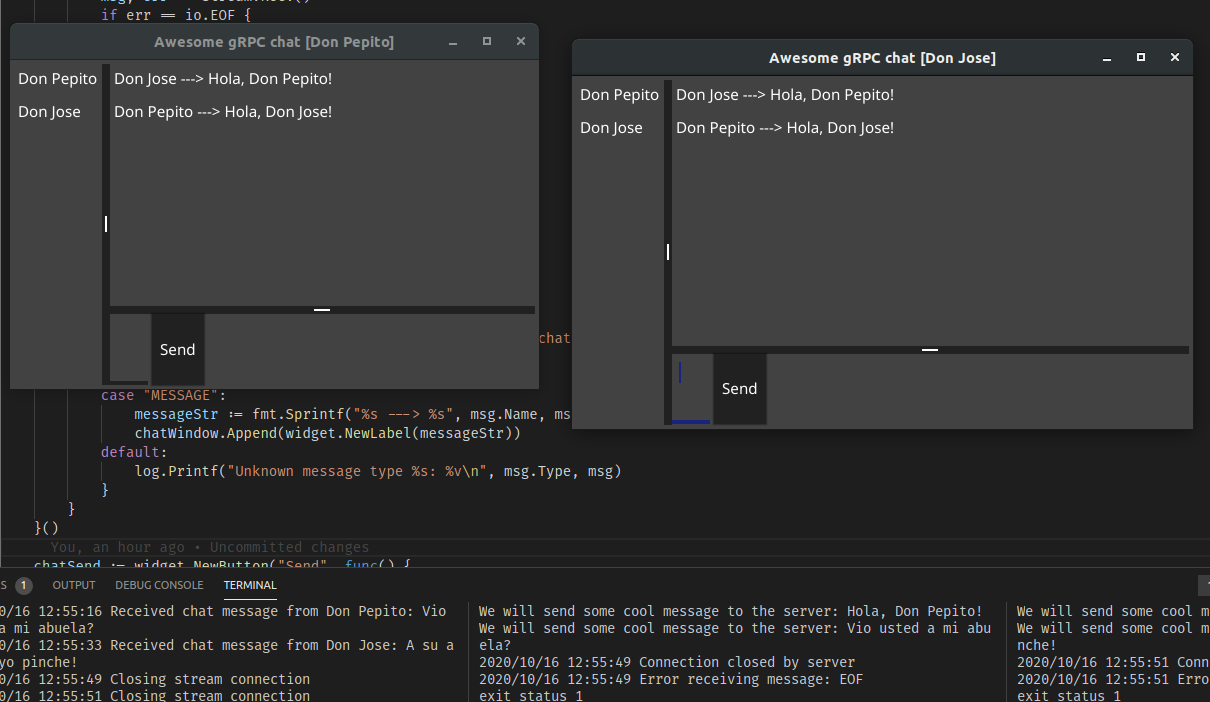 if err == io.EOF {
Awesome gRPC chat [Don Pepito]
Don Pepito
Don Jose
Don Jose ---> Hola, Don Pepito!
Don Pepito ---> Hola, Don Jose!
Send
Awesome gRPC chat [Don Jose]
Don Pepito
Don Jose
Don Jose ---> Hola, Don Pepito!
Don Pepito ---> Hola, Don Jose!
Send
chat
case "MESSAGE":
messageStr := fmt.Sprintf("%s ---> %s", msg.Name, ms
chatWindow.Append(widget.NewLabel(messageStr))
default:
log.Printf("Unknown message type %s: %v\n", msg.Type, msg)
}
}
}()
You, an hour ago • Uncommitted changes
chatSend := widget.NewButton("Send", func() {
S 1 OUTPUT DEBUG CONSOLE TERMINAL
0/16 12:55:16 Received chat message from Don Pepito: Vio
a mi abuela?
0/16 12:55:33 Received chat message from Don Jose: A su a
yo pinche!
0/16 12:55:49 Closing stream connection
0/16 12:55:51 Closing stream connection
We will send some cool message to the server: Hola, Don Pepito!
We will send some cool message to the server: Vio usted a mi abu
ela?
2020/10/16 12:55:49 Connection closed by server
2020/10/16 12:55:49 Error receiving message: EOF
exit status 1
We will send some cool m
We will send some cool m
nche!
2020/10/16 12:55:51 Conn
2020/10/16 12:55:51 Erro
exit status 1